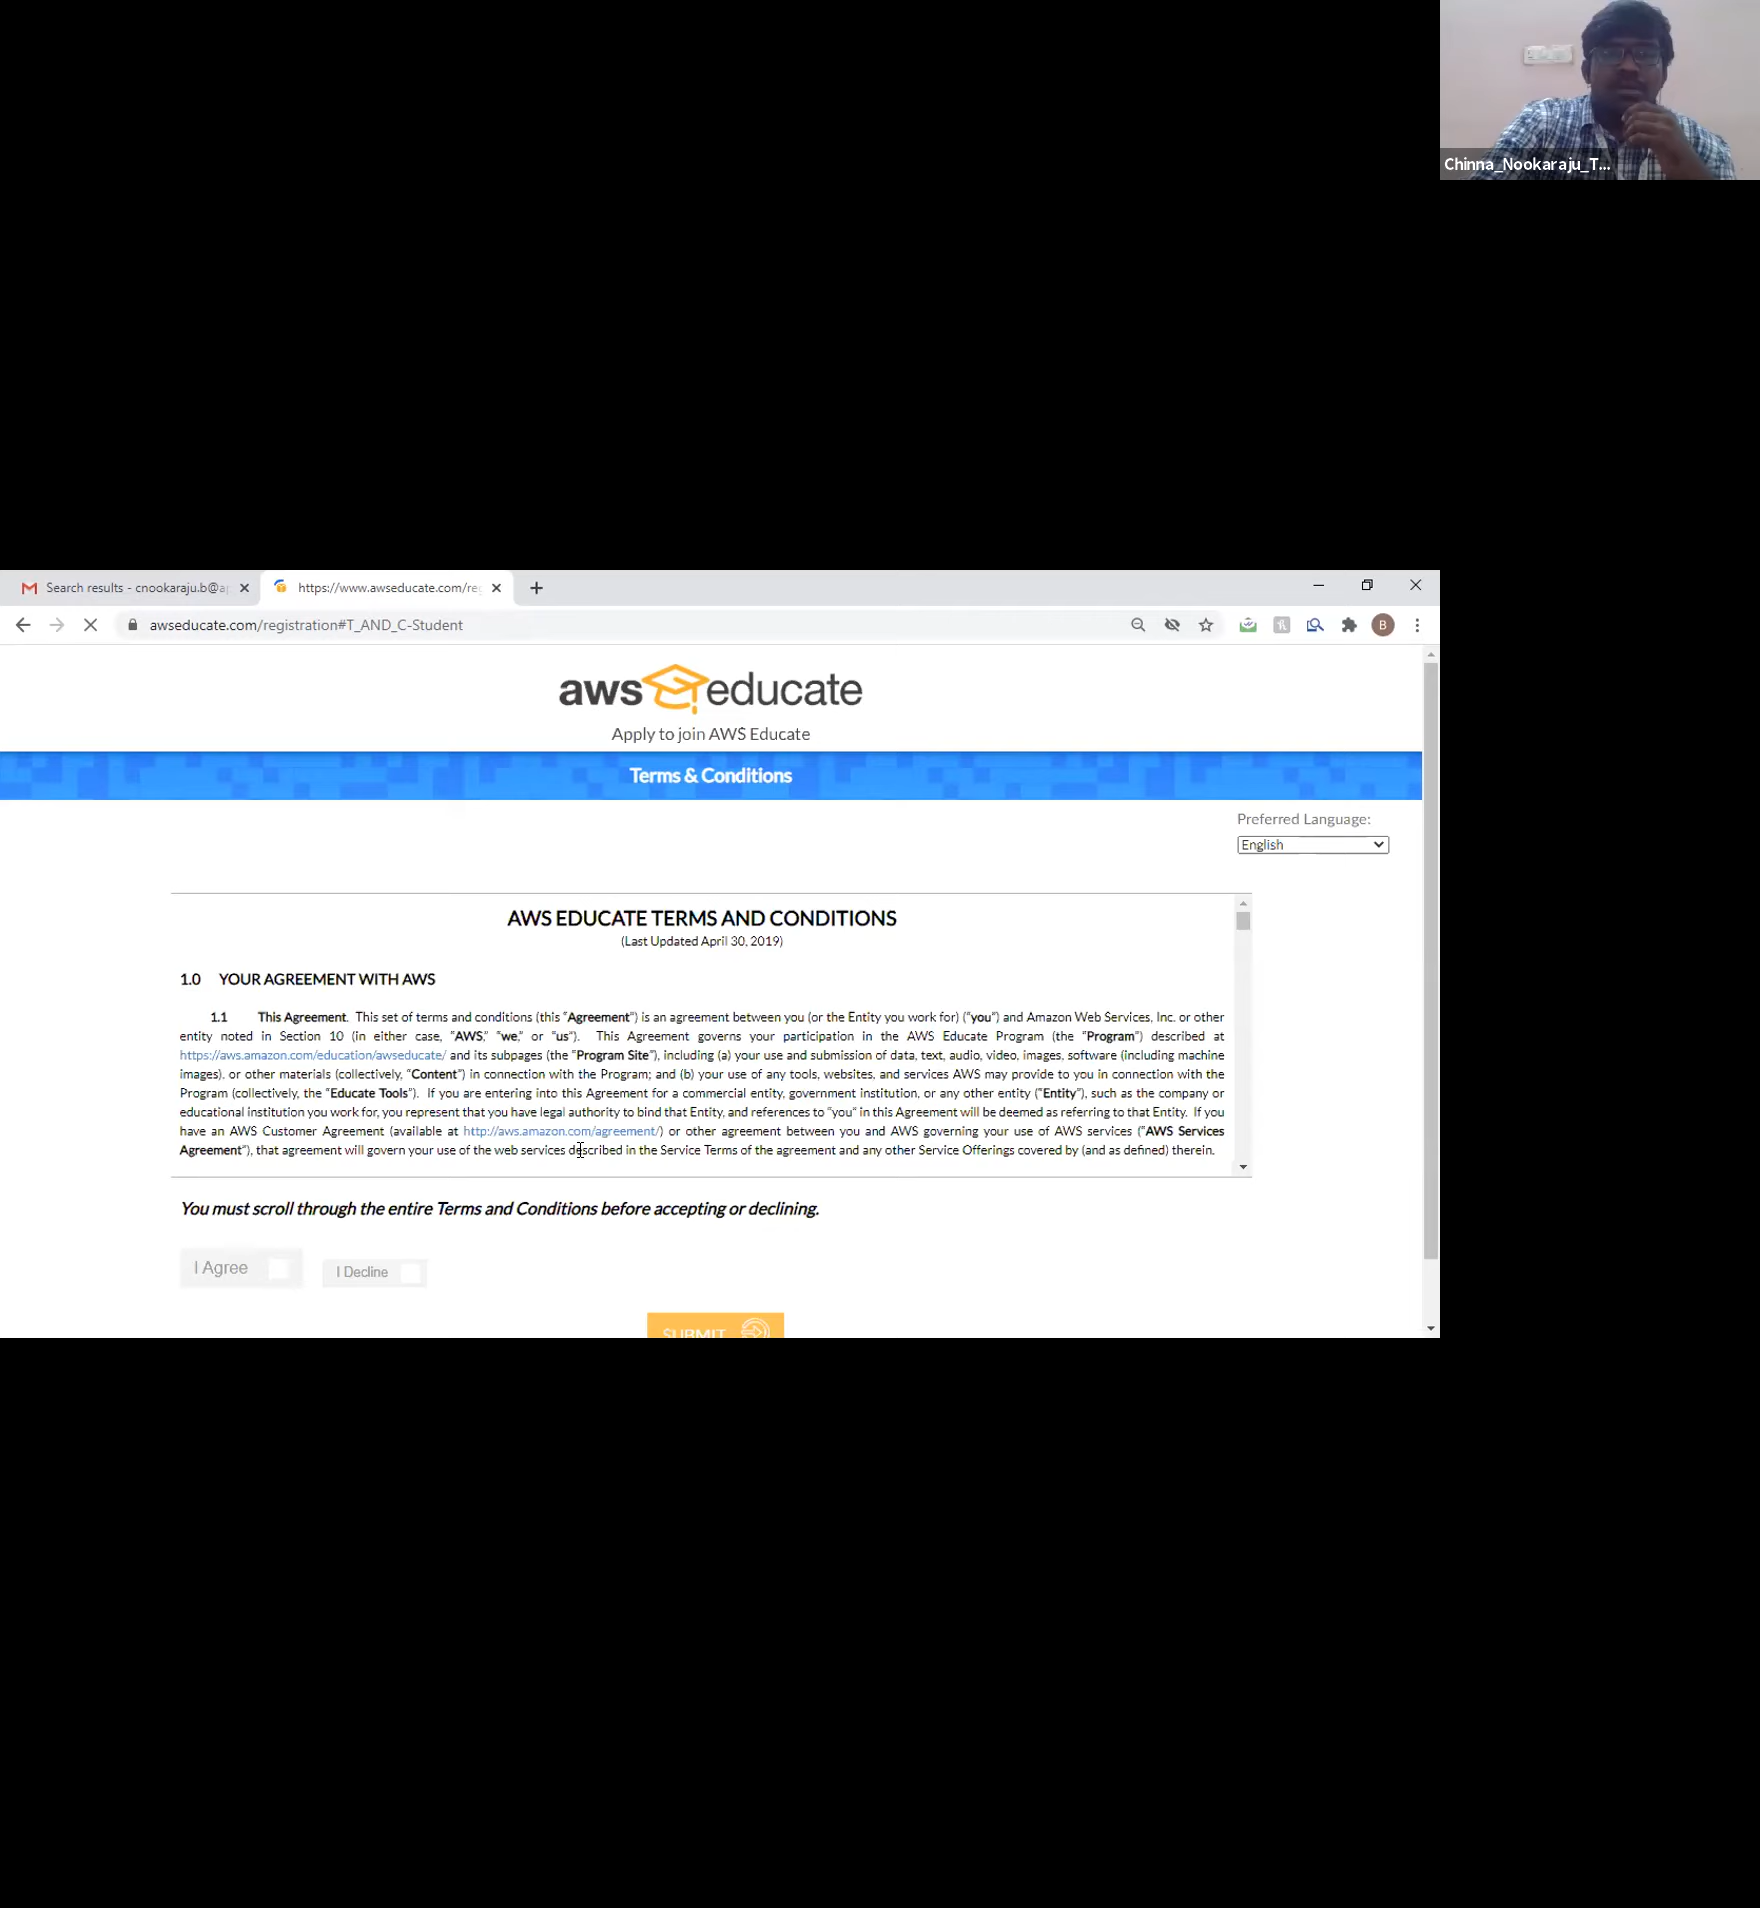 Chinna_Nookaraju_T...
Search results - cnookaraju.b@a
https://www.awseducate.com/re
awseducate.com/registration#T_AND_C-Student
B
aws educate
Apply to join AWS Educate
Terms & Conditions
Preferred Language:
English
AWS EDUCATE TERMS AND CONDITIONS
(Last Updated April 30, 2019)
1.0 YOUR AGREEMENT WITH AWS
1.1 This Agreement. This set of terms and conditions (this “Agreement”) is an agreement between you (or the Entity you work for) (“you”) and Amazon Web Services, Inc. or other
entity noted in Section 10 (in either case, “AWS,” “we,” or “us”). This Agreement governs your participation in the AWS Educate Program (the “Program”) described at
https://aws.amazon.com/education/awseducate/ and its subpages (the “Program Site”), including (a) your use and submission of data, text, audio, video, images, software (including machine
images), or other materials (collectively, “Content”) in connection with the Program; and (b) your use of any tools, websites, and services AWS may provide to you in connection with the
Program (collectively, the “Educate Tools”). If you are entering into this Agreement for a commercial entity, government institution, or any other entity (“Entity”), such as the company or
educational institution you work for, you represent that you have legal authority to bind that Entity, and references to “you” in this Agreement will be deemed as referring to that Entity. If you
have an AWS Customer Agreement (available at http://aws.amazon.com/agreement/) or other agreement between you and AWS governing your use of AWS services (“AWS Services
Agreement”), that agreement will govern your use of the web services described in the Service Terms of the agreement and any other Service Offerings covered by (and as defined) therein.
You must scroll through the entire Terms and Conditions before accepting or declining.
I Agree
I Decline
SUBMIT